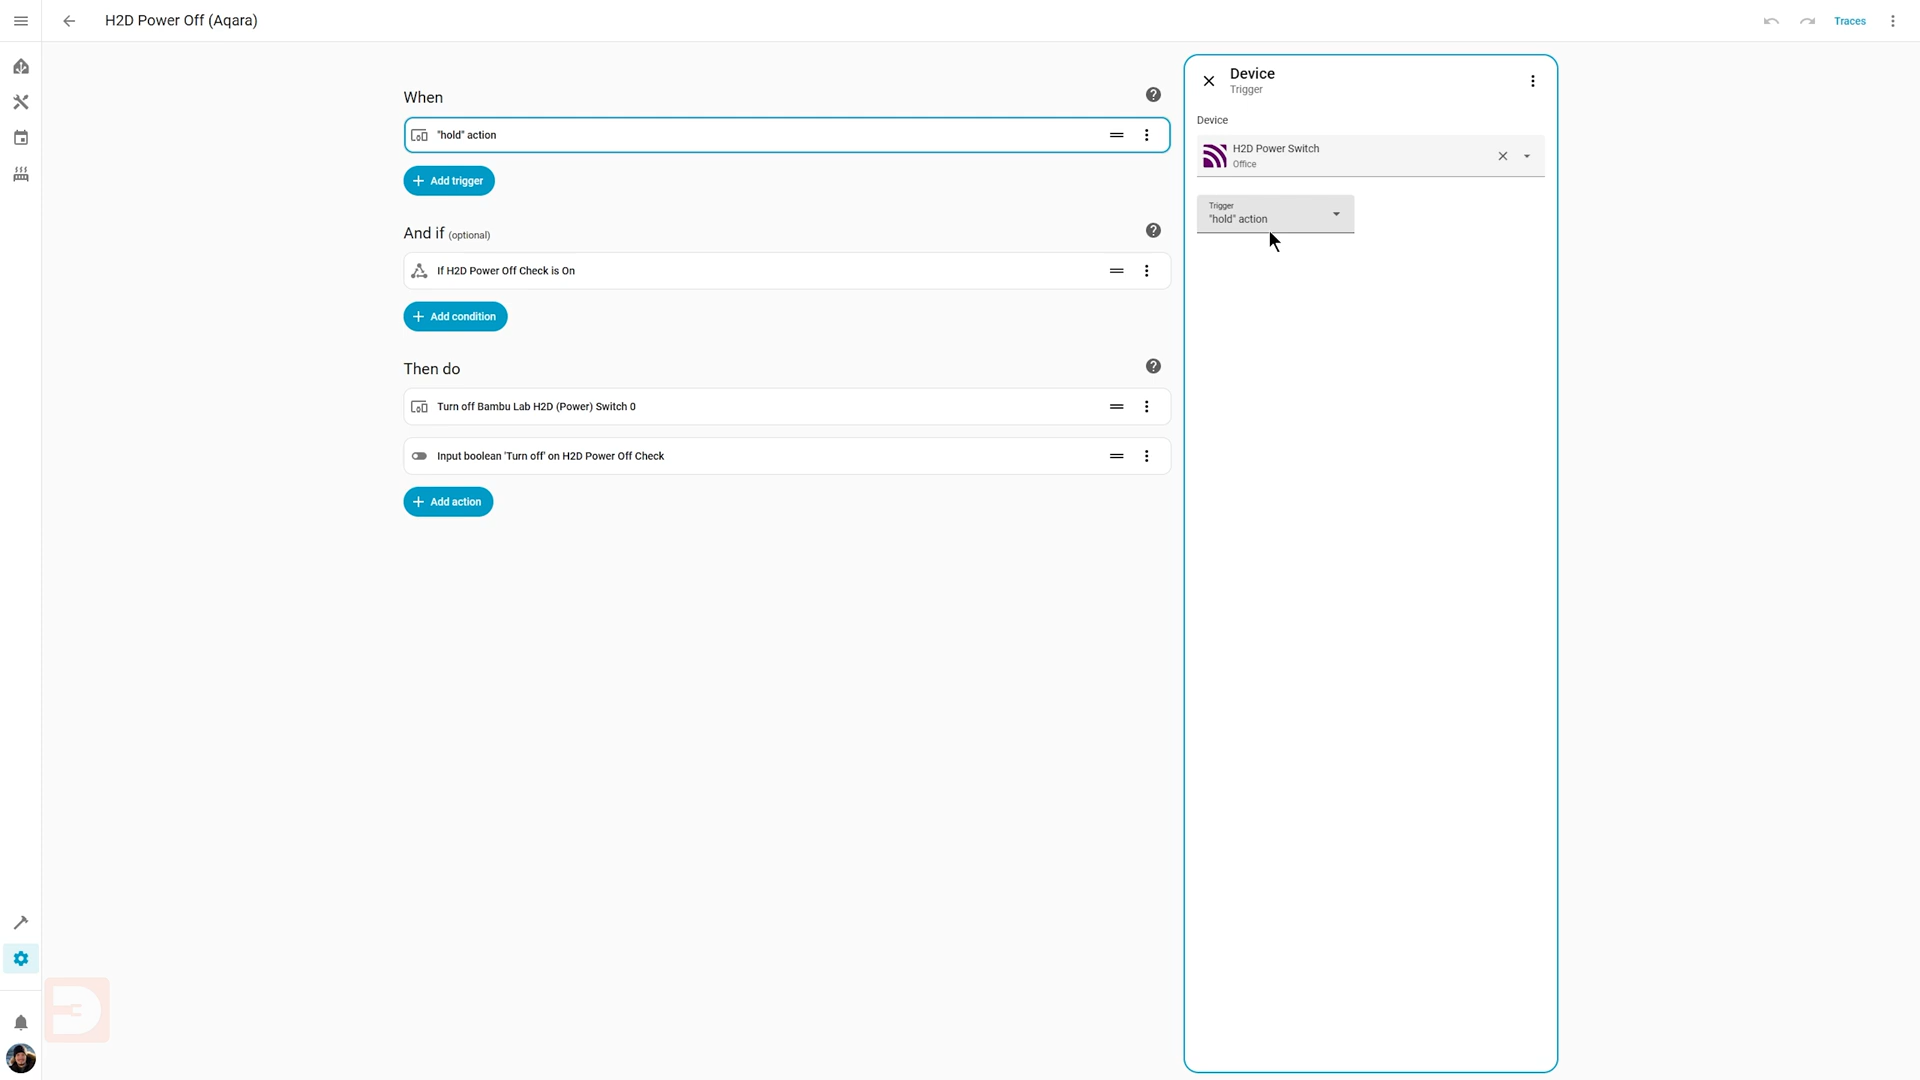 H2D Power Off (Aqara)
Traces
When
"hold" action
Add trigger
And if (optional)
If H2D Power Off Check is On
Add condition
Then do
Turn off Bambu Lab H2D (Power) Switch 0
Input boolean 'Turn off' on H2D Power Off Check
Add action
Device
Trigger
Device
H2D Power Switch
Office
Trigger
"hold" action